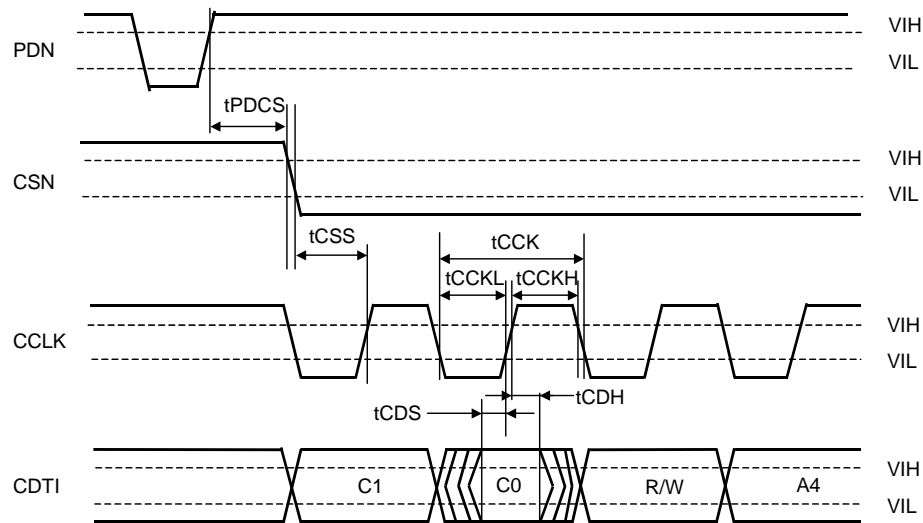 PDN
VIH
VIL
tPDCS
CSN
VIH
VIL
tCSS
tCCK
tCCKL
tCCKH
CCLK
VIH
VIL
tCDS
tCDH
CDTI
C1
C0
R/W
A4
VIH
VIL